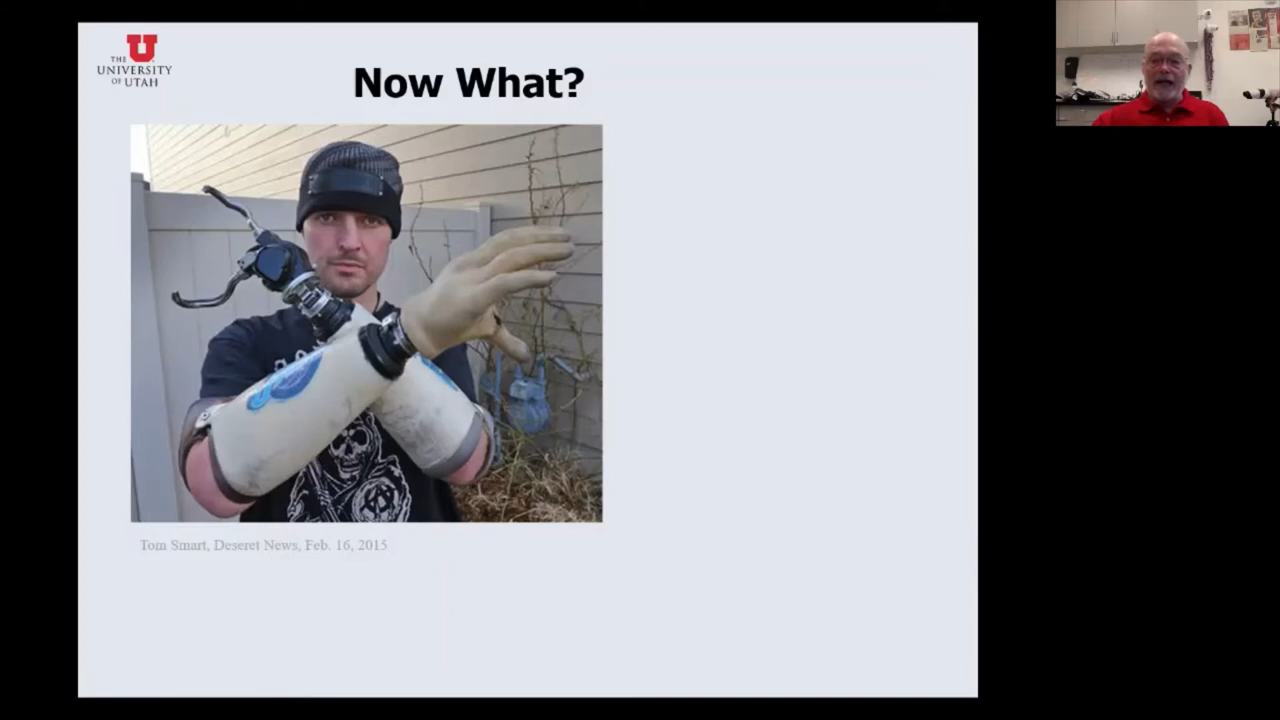 THE
UNIVERSITY
OF UTAH
Now What?
Tom Smart, Deseret News, Feb. 16, 2015